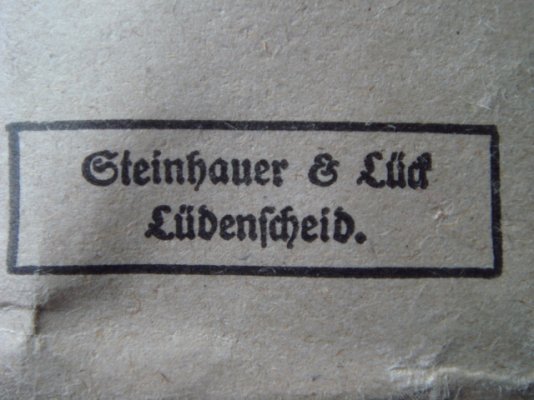 Steinhauer & Lück
Lüdenſcheid.